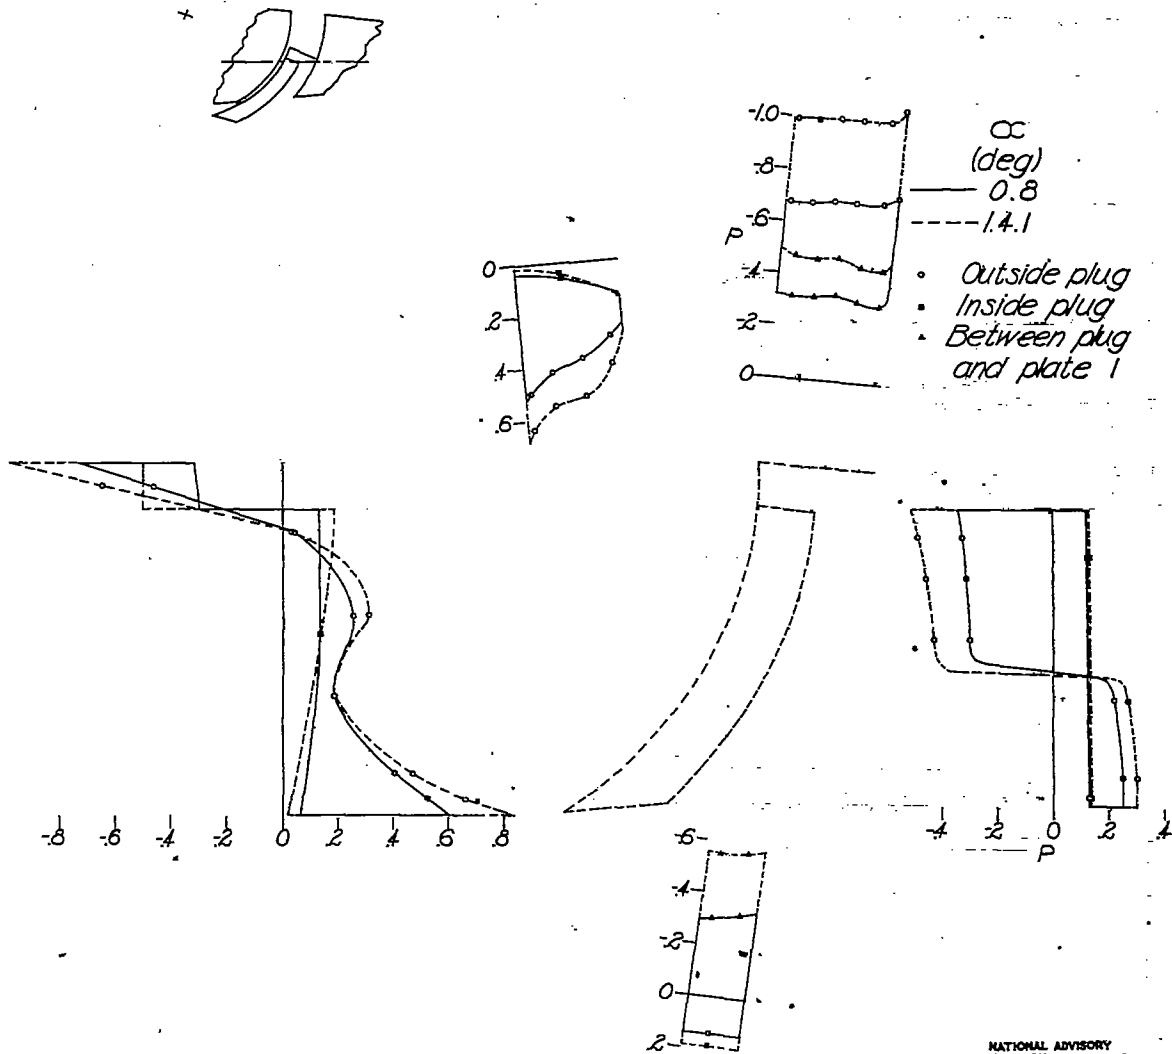 -1.0
-.8
-.6
P
-.4
-.2
0
α
(deg)
0.8
14.1
Outside plug
Inside plug
Between plug
and plate 1
0
.2
.4
.6
-.8 -.6 -.4 -.2 0 .2 .4 .6 .8
-.4 -.2 0 .2 .4
P
-.6
-.4
-.2
0
.2
NATIONAL ADVISORY